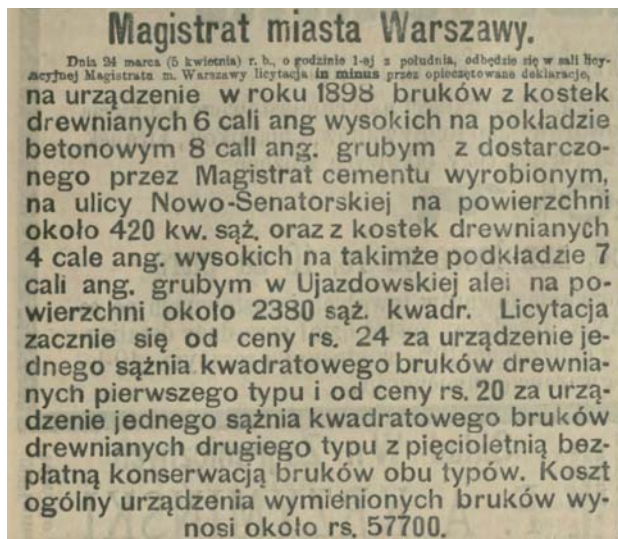 Magistrat miasta Warszawy.
Dnia 24 marca (5 kwietnia) r. b., o godzinie 1-ej z południa, odbędzie się w sali licy-
tacyjnej Magistratu m. Warszawy licytacja in minus przez opieczętowane deklaracje,
na urządzenie w roku 1898 bruków z kostek
drewnianych 6 cali ang wysokich na pokładzie
betonowym 8 cali ang. grubym z dostarczo-
nego przez Magistrat cementu wyrobionym,
na ulicy Nowo-Senatorskiej na powierzchni
około 420 kw. sąż. oraz z kostek drewnianych
4 cale ang. wysokich na takimże podkładzie 7
cali ang. grubym w Ujazdowskiej alei na po-
wierzchni około 2380 sąż. kwadr. Licytacja
zacznie się od ceny rs. 24 za urządzenie je-
dnego sążnia kwadratowego bruków drewnia-
nych pierwszego typu i od ceny rs. 20 za urzą-
dzenie jednego sążnia kwadratowego bruków
drewnianych drugiego typu z pięcioletnią bez-
płatną konserwacją bruków obu typów. Koszt
ogólny urządzenia wymienionych bruków wy-
nosi około rs. 57700.